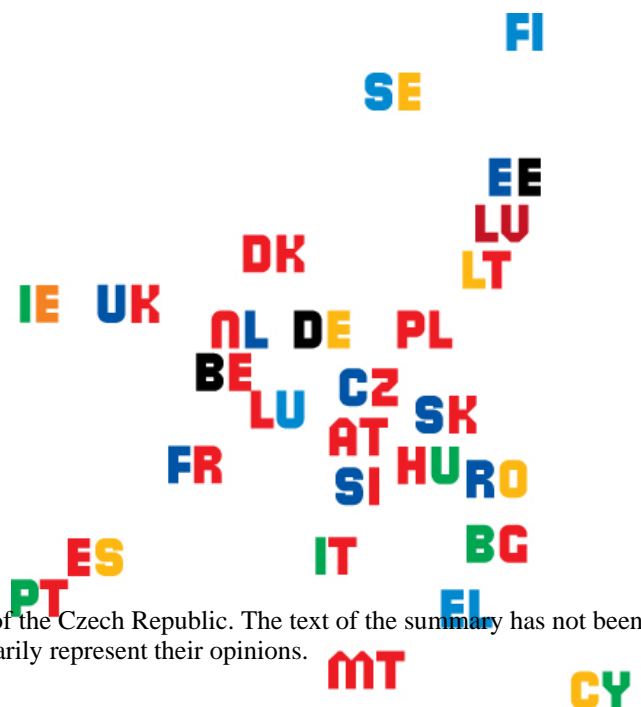 FI
SE
EE
LV
DK
LT
IE UK
NL DE PL
BE
CZ
LU SK
AT
FR HU RO
SI
BG
ES IT
PT
EL
of the Czech Republic. The text of the summary has not been
arily represent their opinions.
MT
CY